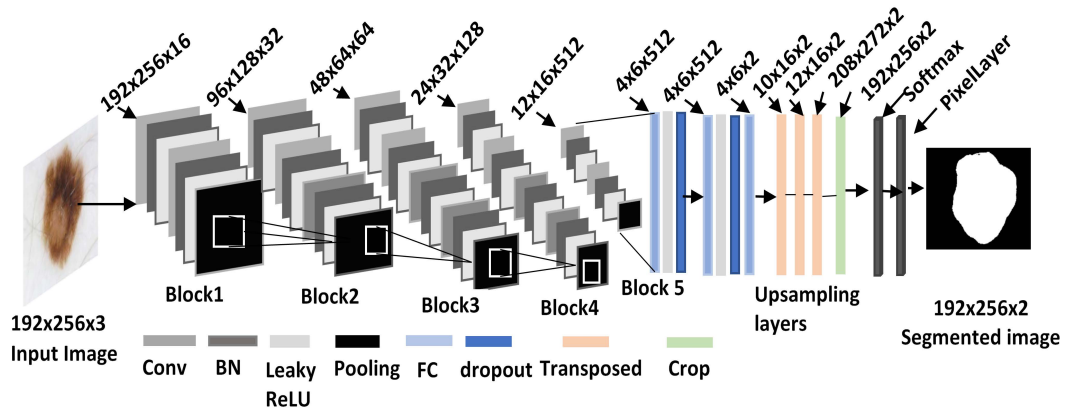 192x256x16
96x128x32
48x64x64
24x32x128
12x16x512
4x6x512
4x6x512
4x6x2
10x16x2
12x16x2
208x272x2
192x256x2
Softmax
PixelLayer
Block1
Block2
Block3
Block4
Block 5
Upsampling
layers
192x256x3
Input Image
192x256x2
Segmented image
Conv
BN
Leaky
ReLU
Pooling
FC
dropout
Transposed
Crop